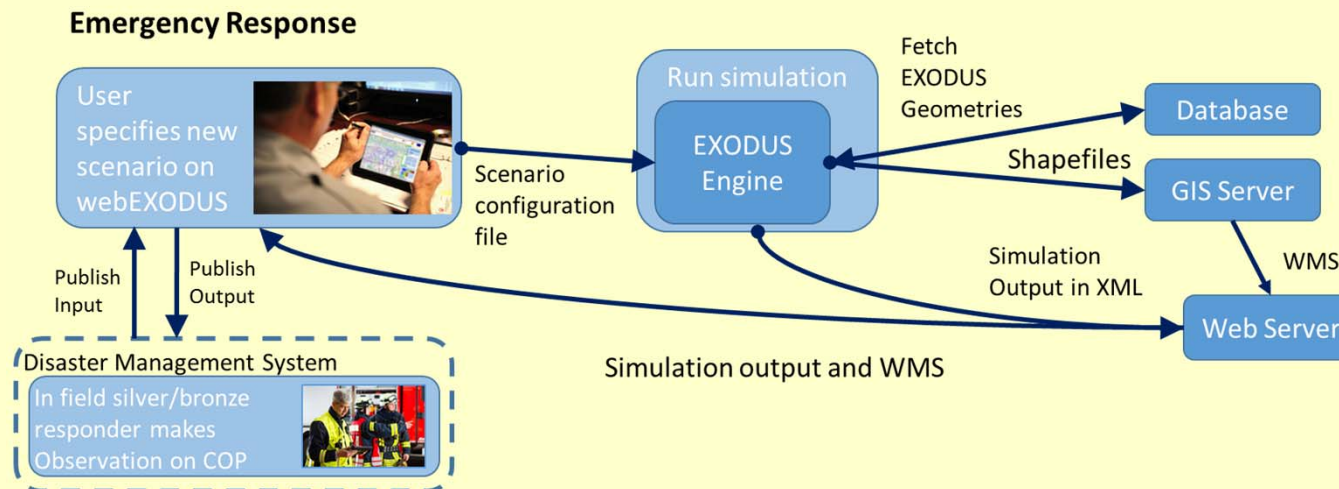 Emergency Response
User
specifies new
scenario on
webEXODUS
Scenario
configuration
file
Run simulation
EXODUS
Engine
Fetch
EXODUS
Geometries
Database
Shapefiles
GIS Server
WMS
Simulation
Output in XML
Web Server
Simulation output and WMS
Publish
Input
Publish
Output
Disaster Management System
In field silver/bronze
responder makes
Observation on COP